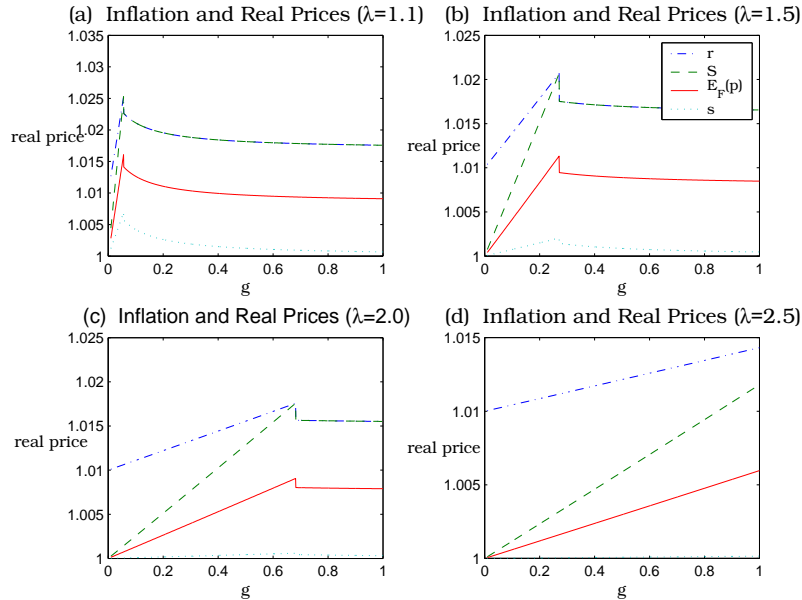 (a) Inflation and Real Prices (λ=1.1)
1.035
1.03
1.025
1.02
1.015
1.01
1.005
1
real price
0 0.2 0.4 0.6 0.8 1
g
(b) Inflation and Real Prices (λ=1.5)
1.025
1.02
1.015
1.01
1.005
1
real price
r
S
E_F(p)
s
0 0.2 0.4 0.6 0.8 1
g
(c) Inflation and Real Prices (λ=2.0)
1.025
1.02
1.015
1.01
1.005
1
real price
0 0.2 0.4 0.6 0.8 1
g
(d) Inflation and Real Prices (λ=2.5)
1.015
1.01
1.005
1
real price
0 0.2 0.4 0.6 0.8 1
g